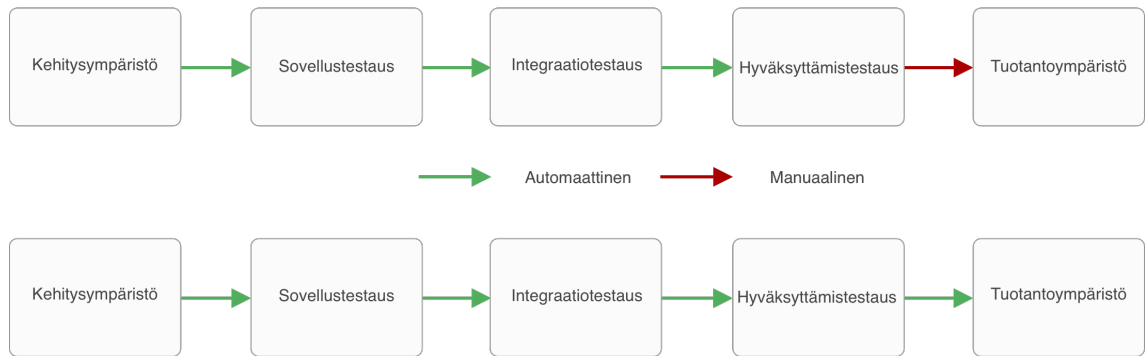 Kehitysympäristö
Sovellustestaus
Integraatiotestaus
Hyväksyttämistestaus
Tuotantoympäristö
Automaattinen
Manuaalinen
Kehitysympäristö
Sovellustestaus
Integraatiotestaus
Hyväksyttämistestaus
Tuotantoympäristö